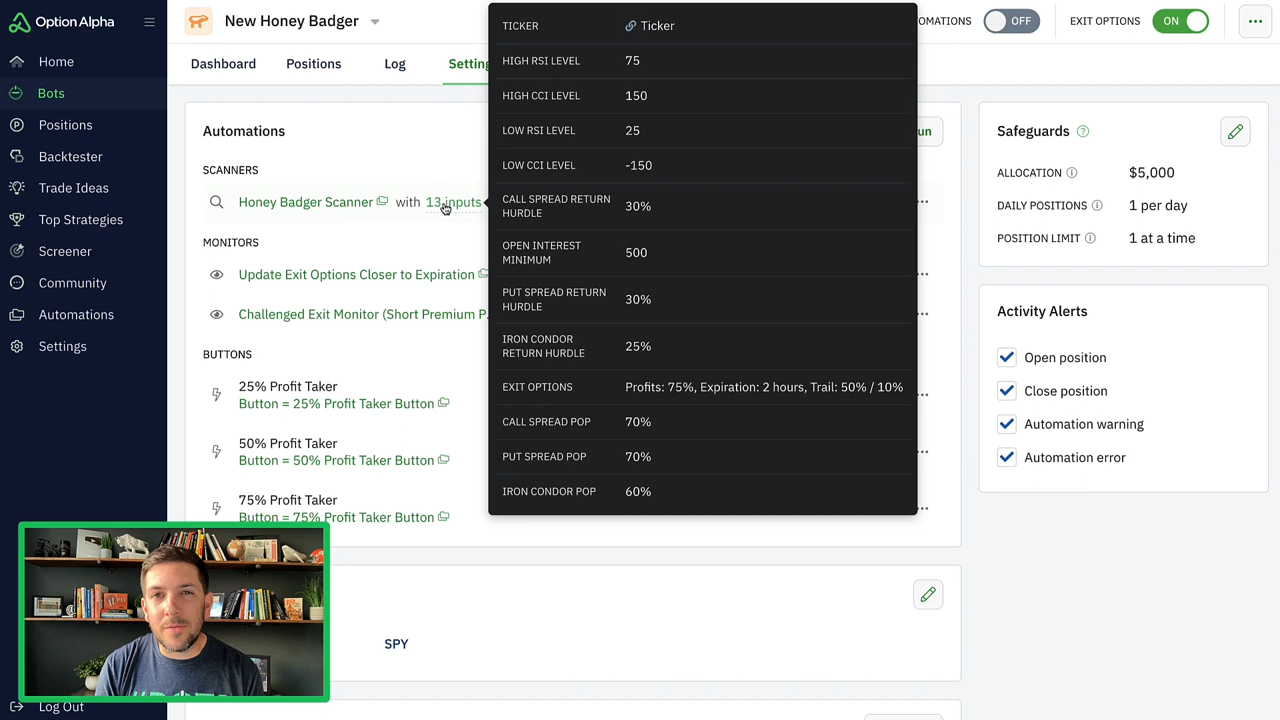 Option Alpha
Home
Bots
Positions
Backtester
Trade Ideas
Top Strategies
Screener
Community
Automations
Settings
Log Out
New Honey Badger
OMATIONS
OFF
EXIT OPTIONS
ON
Dashboard
Positions
Log
Setting
Automations
un
SCANNERS
Honey Badger Scanner with 13 inputs
MONITORS
Update Exit Options Closer to Expiration
Challenged Exit Monitor (Short Premium P..
BUTTONS
25% Profit Taker
Button = 25% Profit Taker Button
50% Profit Taker
Button = 50% Profit Taker Button
75% Profit Taker
Button = 75% Profit Taker Button
SPY
TICKER
Ticker
HIGH RSI LEVEL
75
HIGH CCI LEVEL
150
LOW RSI LEVEL
25
LOW CCI LEVEL
-150
CALL SPREAD RETURN
HURDLE
30%
OPEN INTEREST
MINIMUM
500
PUT SPREAD RETURN
HURDLE
30%
IRON CONDOR
RETURN HURDLE
25%
EXIT OPTIONS
Profits: 75%, Expiration: 2 hours, Trail: 50% / 10%
CALL SPREAD POP
70%
PUT SPREAD POP
70%
IRON CONDOR POP
60%
Safeguards
ALLOCATION
$5,000
DAILY POSITIONS
1 per day
POSITION LIMIT
1 at a time
Activity Alerts
Open position
Close position
Automation warning
Automation error